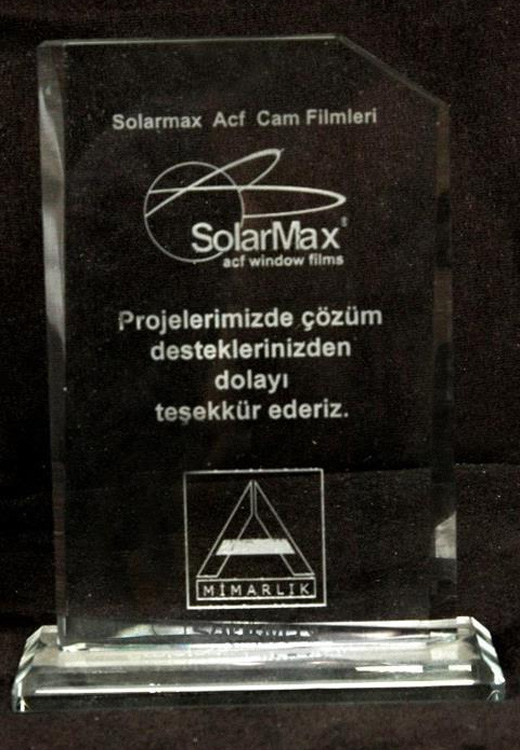 Solarmax Acf Cam Filmleri
SolarMax®
acf window films
Projelerimizde çözüm
desteklerinizden
dolayı
teşekkür ederiz.
MİMARLIK